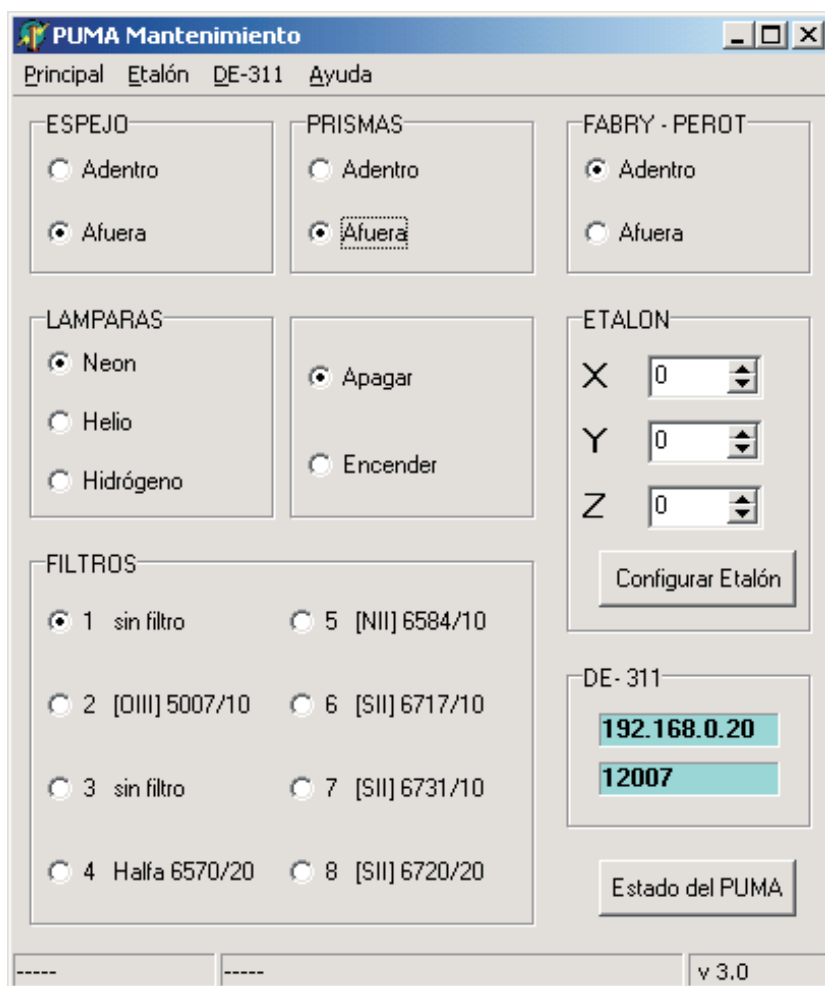 PUMA Mantenimiento
Principal Etalón DE-311 Ayuda
ESPEJO
Adentro
Afuera
PRISMAS
Adentro
Afuera
FABRY - PEROT
Adentro
Afuera
LAMPARAS
Neon
Helio
Hidrógeno
Apagar
Encender
ETALON
X 0
Y 0
Z 0
Configurar Etalón
FILTROS
1 sin filtro
2 [OIII] 5007/10
3 sin filtro
4 Halfa 6570/20
5 [NII] 6584/10
6 [SII] 6717/10
7 [SII] 6731/10
8 [SII] 6720/20
DE- 311
192.168.0.20
12007
Estado del PUMA
----- ----- v 3.0